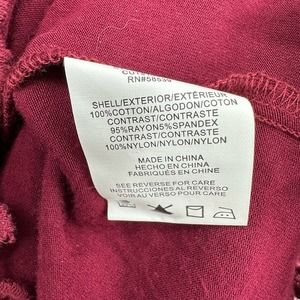 SHELL/EXTERIOR/EXTÉRIEUR
100%COTTON/ALGODON/COTON
CONTRAST/CONTRASTE
95%RAYON5%SPANDEX
CONTRAST/CONTRASTE
100%NYLON/NYLON/NYLON
MADE IN CHINA
HECHO EN CHINA
FABRIQUÉS EN CHINE
SEE REVERSE FOR CARE
INSTRUCCIONES AL REVERSO
VOIR AU VERSO POUR CARE